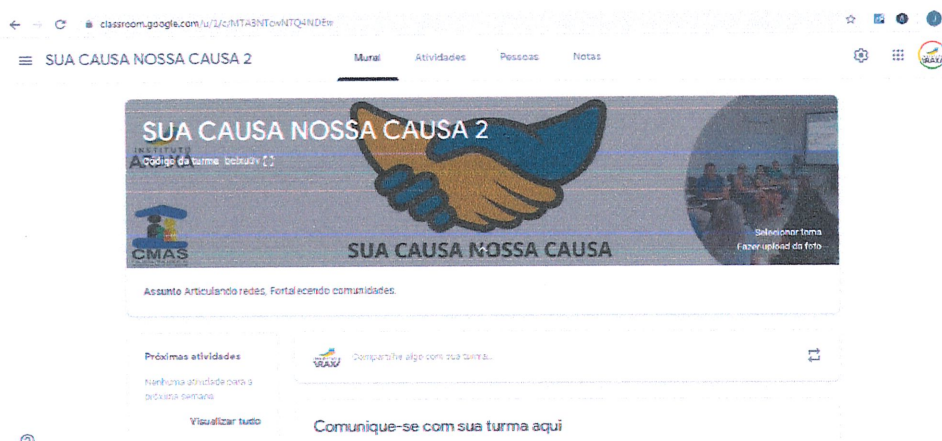 classroom.google.com
SUA CAUSA NOSSA CAUSA 2
Mural Atividades Pessoas Notas
SUA CAUSA NOSSA CAUSA 2
INSTITUTO
Código da turma
CMAS
SUA CAUSA NOSSA CAUSA
Selecionar tema
Fazer upload da foto
Assunto Articulando redes, Fortalecendo comunidades.
Próximas atividades
Nenhuma atividade para a
próxima semana
Visualizar tudo
Compartilhe algo com sua turma...
Comunique-se com sua turma aqui